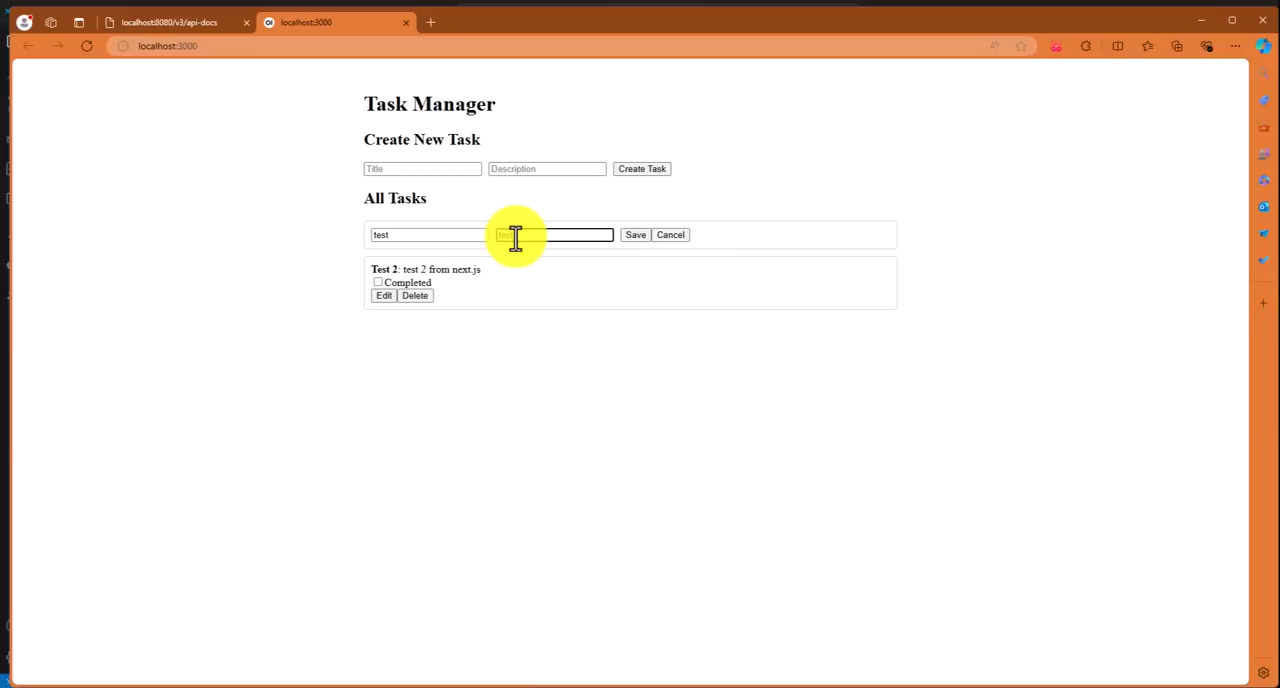 localhost:8080/v3/api-docs
localhost:3000
localhost:3000
Task Manager
Create New Task
Title Description Create Task
All Tasks
test test Save Cancel
Test 2: test 2 from next.js
Completed
Edit Delete